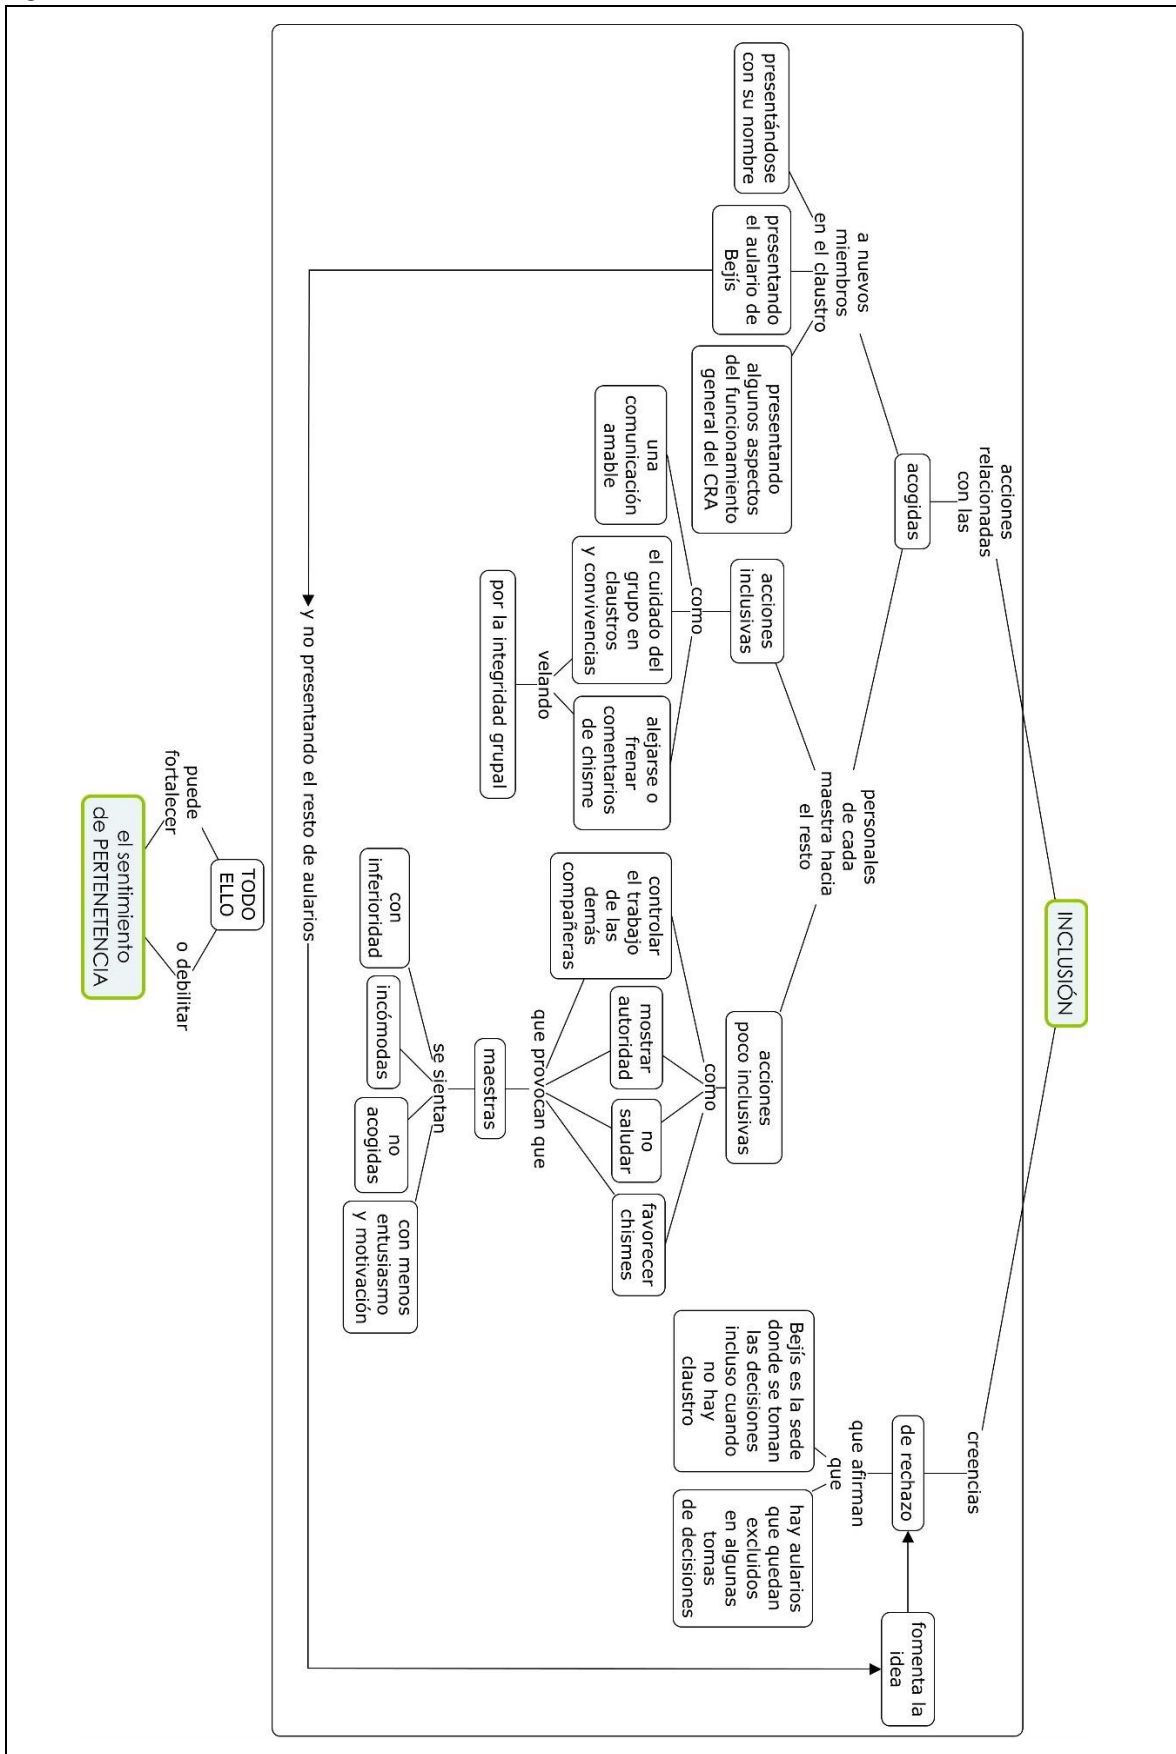 INCLUSIÓN
acciones
relacionadas
con las
acogidas
a nuevos
miembros
en el claustro
presentándose
con su nombre
presentando
el aulario de
Bejís
presentando
algunos aspectos
del funcionamiento
general del CRA
personales
de cada
maestra hacia
el resto
acciones
inclusivas
como
una
comunicación
amable
el cuidado del
grupo en
claustros
y convivencias
alejarse o
frenar
comentarios
de chisme
velando
por la integridad grupal
acciones
poco inclusivas
como
controlar
el trabajo
de las
demás
compañeras
mostrar
autoridad
no
saludar
favorecer
chismes
que provocan que
maestras
se sientan
con
inferioridad
incómodas
no
acogidas
con menos
entusiasmo
y motivación
creencias
de rechazo
que afirman
que
Bejís es la sede
donde se toman
las decisiones
incluso cuando
no hay
claustro
hay aularios
que quedan
excluidos
en algunas
tomas
de decisiones
fomenta la
idea
y no presentando el resto de aularios
TODO
ELLO
puede
fortalecer
o debilitar
el sentimiento
de PERTENETENCIA